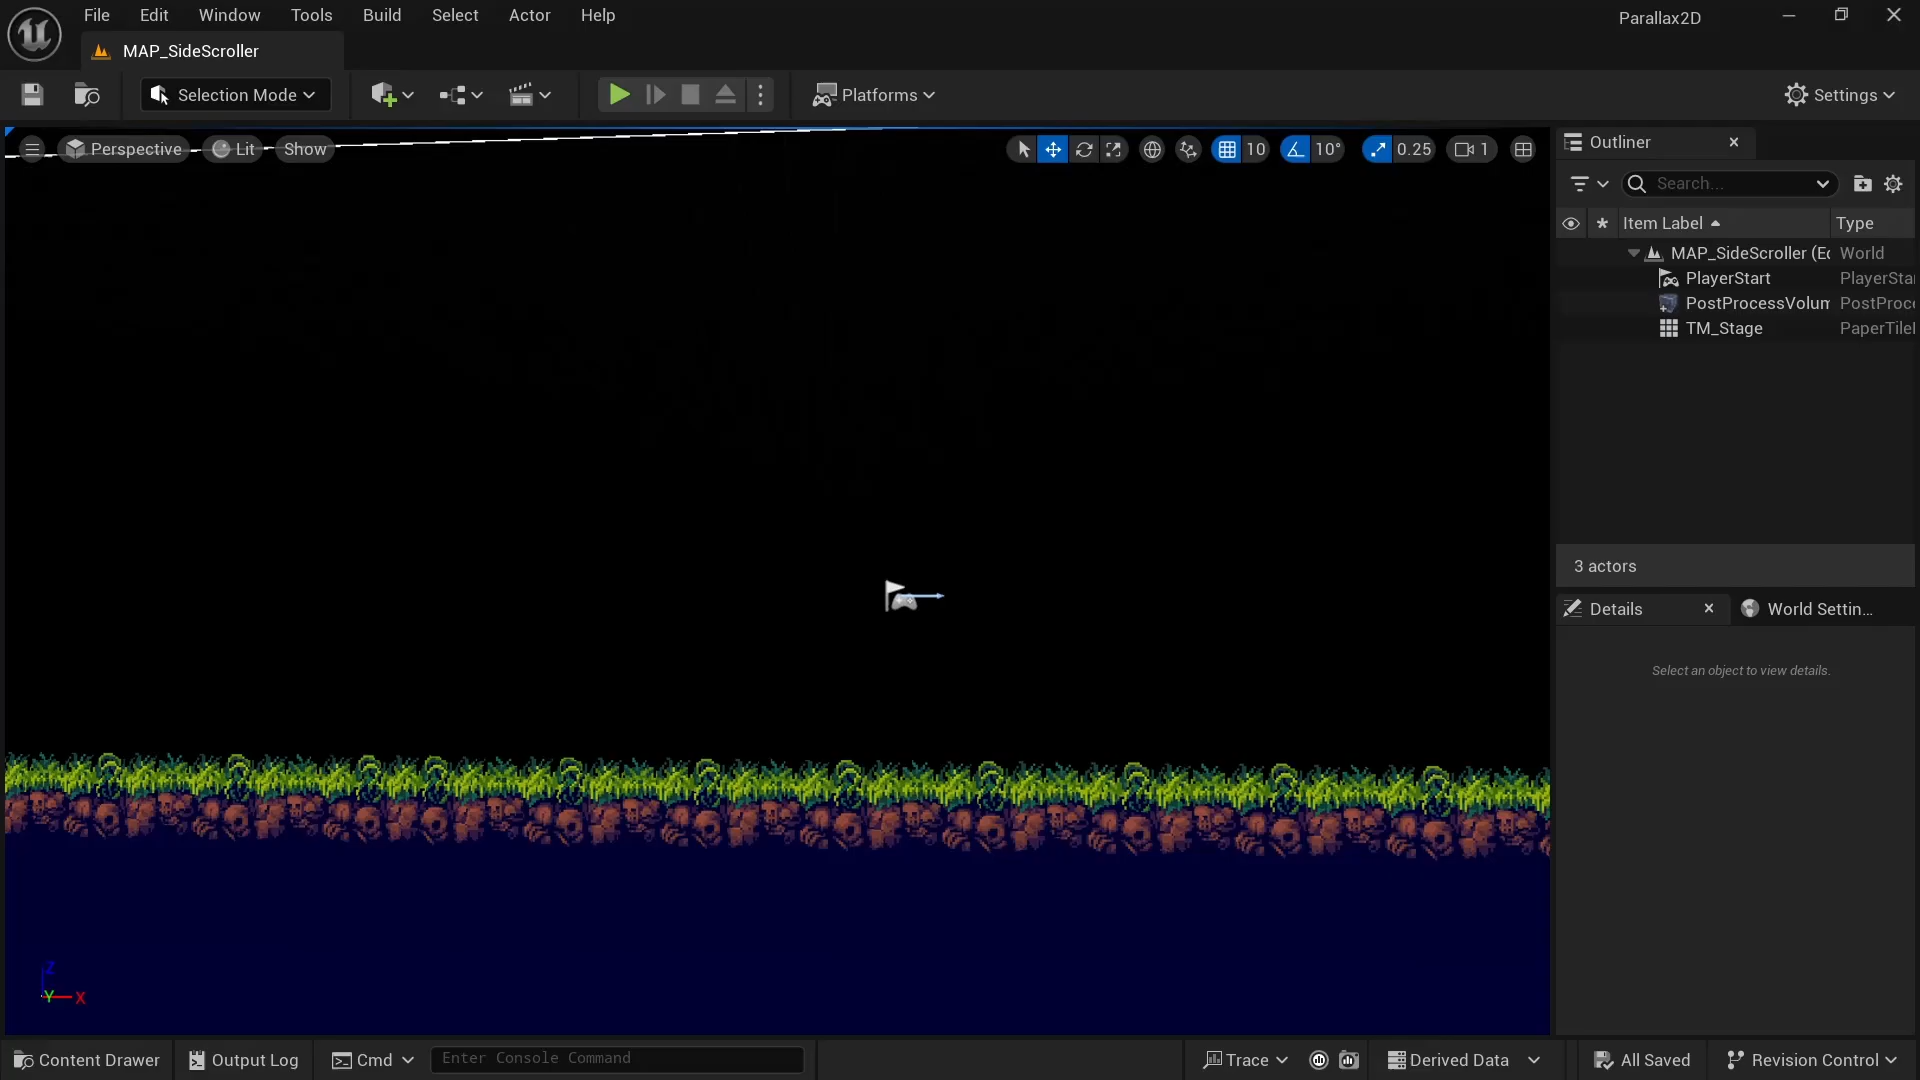 File Edit Window Tools Build Select Actor Help
Parallax2D
MAP_SideScroller
Selection Mode
Platforms
Settings
Perspective Lit Show
10 10° 0.25 1
Outliner
Search...
Item Label Type
MAP_SideScroller (Ec World
PlayerStart PlayerStar
PostProcessVolum PostProce
TM_Stage PaperTileM
3 actors
Details World Settin...
Select an object to view details.
Z
Y X
Content Drawer Output Log Cmd Enter Console Command Trace Derived Data All Saved Revision Control